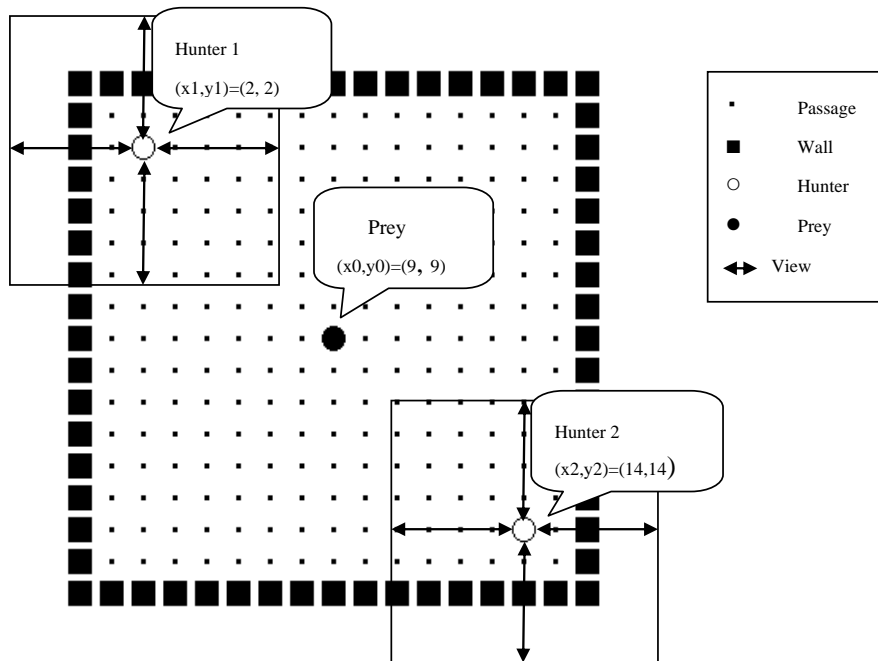 Hunter 1
(x1,y1)=(2, 2)
Prey
(x0,y0)=(9, 9)
Hunter 2
(x2,y2)=(14,14)
Passage
Wall
Hunter
Prey
View